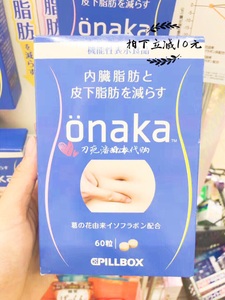 機能性表示食品
拍下立减10元
内臓脂肪と
皮下脂肪を減らす
önaka
葛の花由来イソフラボン配合
60粒
PILLBOX